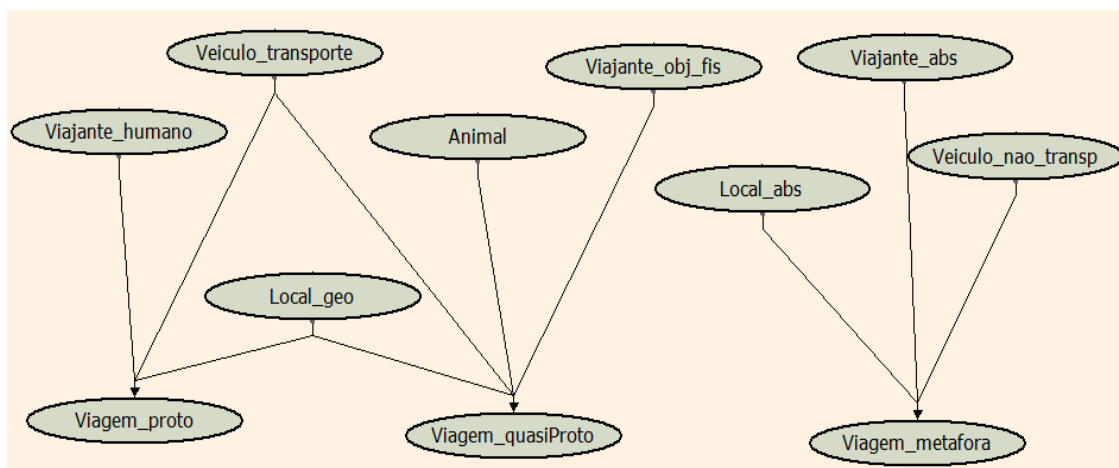 Veiculo_transporte
Viajante_abs
Viajante_obj_fis
Viajante_humano
Animal
Veiculo_nao_transp
Local_abs
Local_geo
Viagem_proto
Viagem_quasiProto
Viagem_metafora